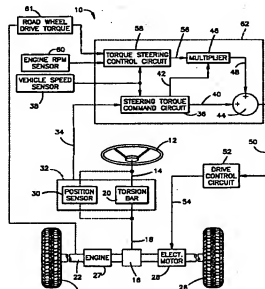 61
ROAD WHEEL
DRIVE TORQUE
10
58
62
60
ENGINE RPM
SENSOR
TORQUE STEERING
CONTROL CIRCUIT
56
46
MULTIPLIER
VEHICLE SPEED
SENSOR
38
42
48
STEERING TORQUE
COMMAND CIRCUIT
36
40
44
34
12
50
14
32
30
POSITION
SENSOR
20
TORSION
BAR
52
DRIVE
CONTROL
CIRCUIT
54
18
ENGINE
22
27
16
ELECT.
MOTOR
28